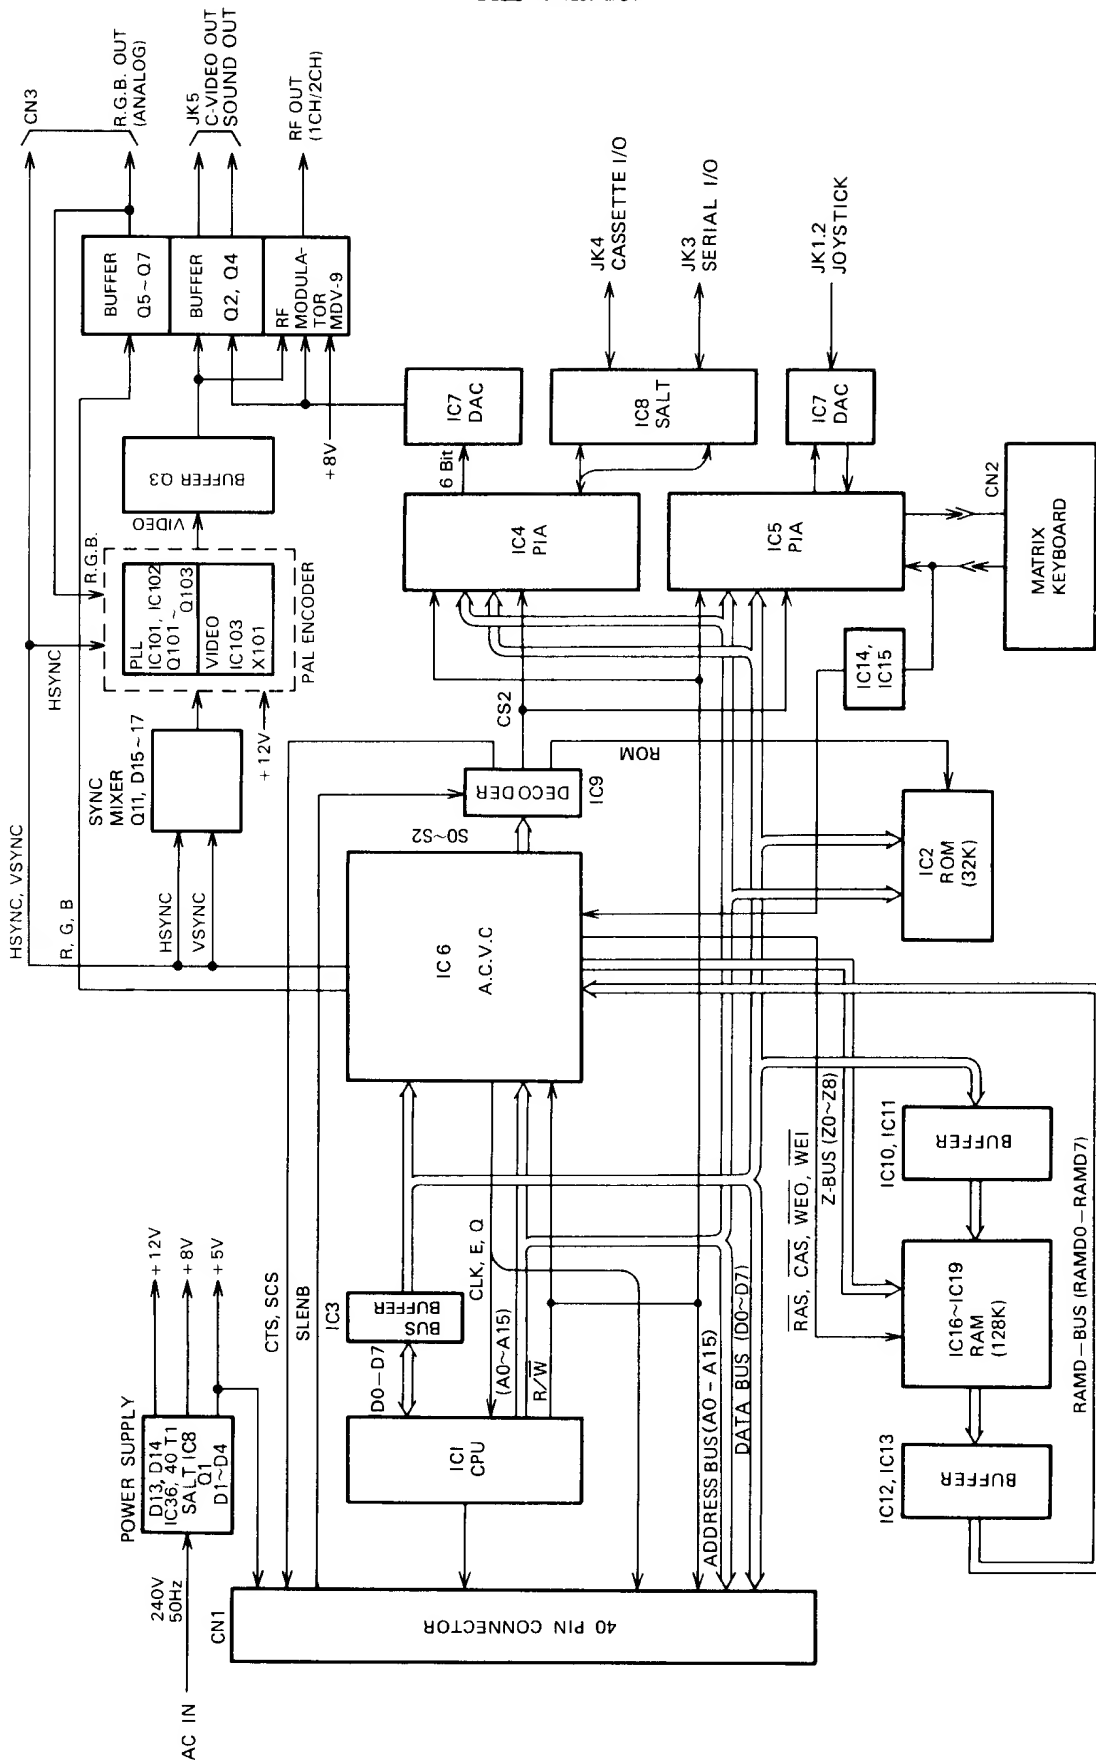 CN3
R.G.B. OUT
(ANALOG)
JK5
C-VIDEO OUT
SOUND OUT
RF OUT
(1CH/2CH)
BUFFER
Q5~Q7
BUFFER
Q2, Q4
RF
MODULA-
TOR
MDV-9
+8V
BUFFER Q3
VIDEO
R.G.B.
HSYNC
PLL
IC101, IC102
Q101 ~
Q103
VIDEO
IC103
X101
PAL ENCODER
+12V
SYNC
MIXER
Q11, D15~17
HSYNC, VSYNC
R, G, B
HSYNC
VSYNC
JK4
CASSETTE I/O
JK3
SERIAL I/O
JK1.2
JOYSTICK
IC7
DAC
IC8
SALT
IC7
DAC
6 Bit
IC4
PIA
IC5
PIA
CN2
MATRIX
KEYBOARD
IC14,
IC15
CS2
ROM
DECODER
IC9
S0~S2
IC 6
A.C.V.C
IC2
ROM
(32K)
POWER SUPPLY
D13, D14
IC36, 40 T1
SALT IC8
Q1
D1~D4
+12V
+8V
+5V
240V
50Hz
AC IN
CTS, SCS
SLENB
IC3
BUS
BUFFER
D0-D7
CLK, E, Q
(A0~A15)
R/W
IC1
CPU
CN1
40 PIN CONNECTOR
ADDRESS BUS(A0 - A15)
DATA BUS (D0~D7)
RAS, CAS, WEO, WEI
Z-BUS (Z0~Z8)
IC10, IC11
BUFFER
IC16~IC19
RAM
(128K)
IC12, IC13
BUFFER
RAMD-BUS (RAMD0-RAMD7)